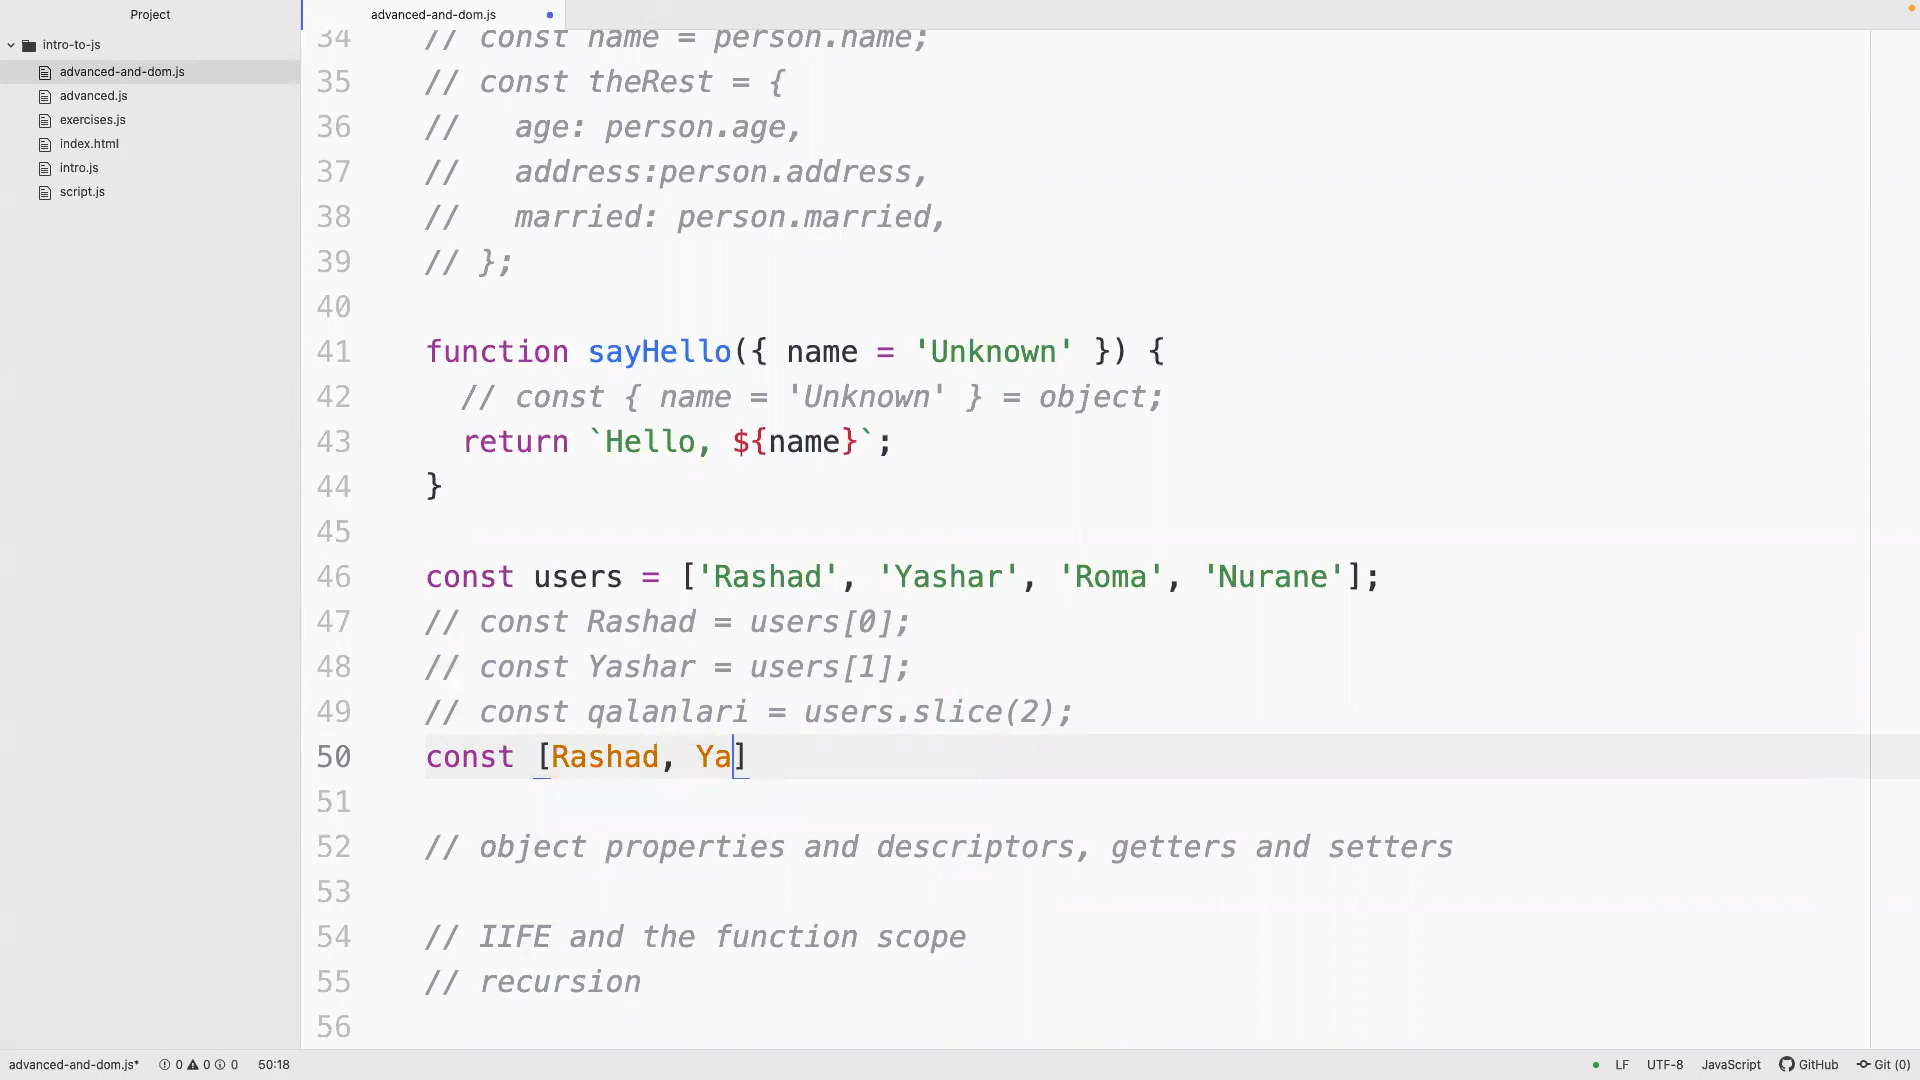 Project
advanced-and-dom.js
intro-to-js
advanced-and-dom.js
advanced.js
exercises.js
index.html
intro.js
script.js
34 // const name = person.name;
35 // const theRest = {
36 //   age: person.age,
37 //   address:person.address,
38 //   married: person.married,
39 // };
40
41 function sayHello({ name = 'Unknown' }) {
42   // const { name = 'Unknown' } = object;
43   return `Hello, ${name}`;
44 }
45
46 const users = ['Rashad', 'Yashar', 'Roma', 'Nurane'];
47 // const Rashad = users[0];
48 // const Yashar = users[1];
49 // const qalanlari = users.slice(2);
50 const [Rashad, Ya]
51
52 // object properties and descriptors, getters and setters
53
54 // IIFE and the function scope
55 // recursion
56
advanced-and-dom.js* 0 0 0 50:18 LF UTF-8 JavaScript GitHub Git (0)